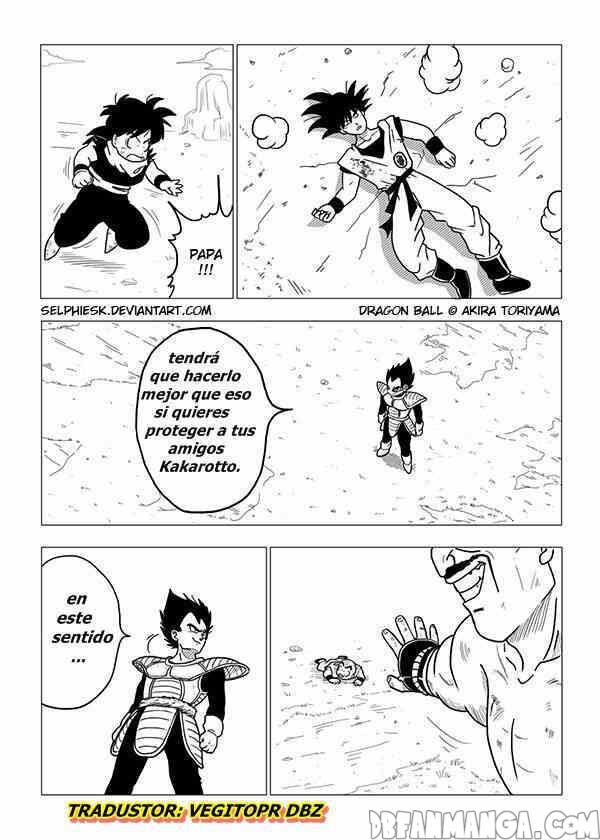 PAPA
!!!
SELPHIESK.DEVIANTART.COM
DRAGON BALL © AKIRA TORIYAMA
tendrá
que hacerlo
mejor que eso
si quieres
proteger a tus
amigos
Kakarotto.
en
este
sentido
...
TRADUSTOR: VEGITOPR DBZ
DBFANMANGA.COM